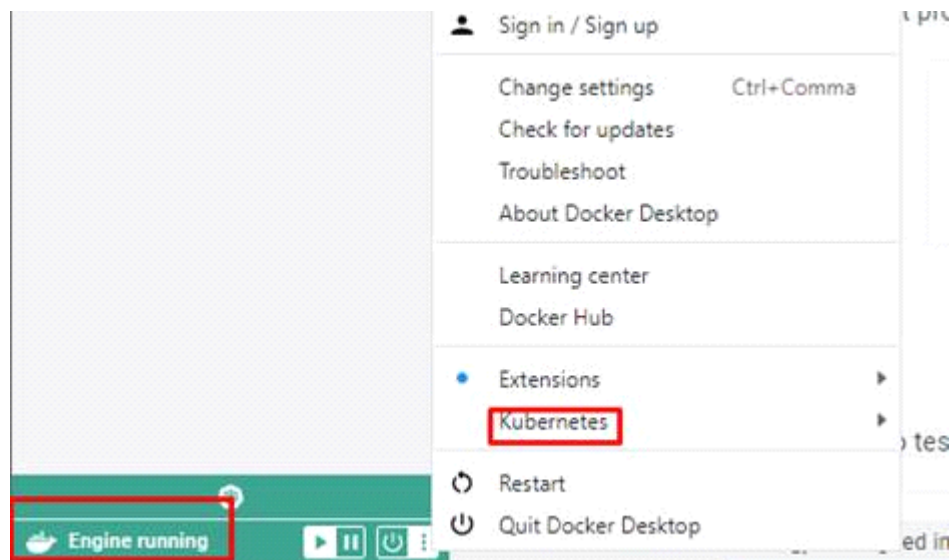 Sign in / Sign up
Change settings Ctrl+Comma
Check for updates
Troubleshoot
About Docker Desktop
Learning center
Docker Hub
Extensions
Kubernetes
Restart
Quit Docker Desktop
Engine running